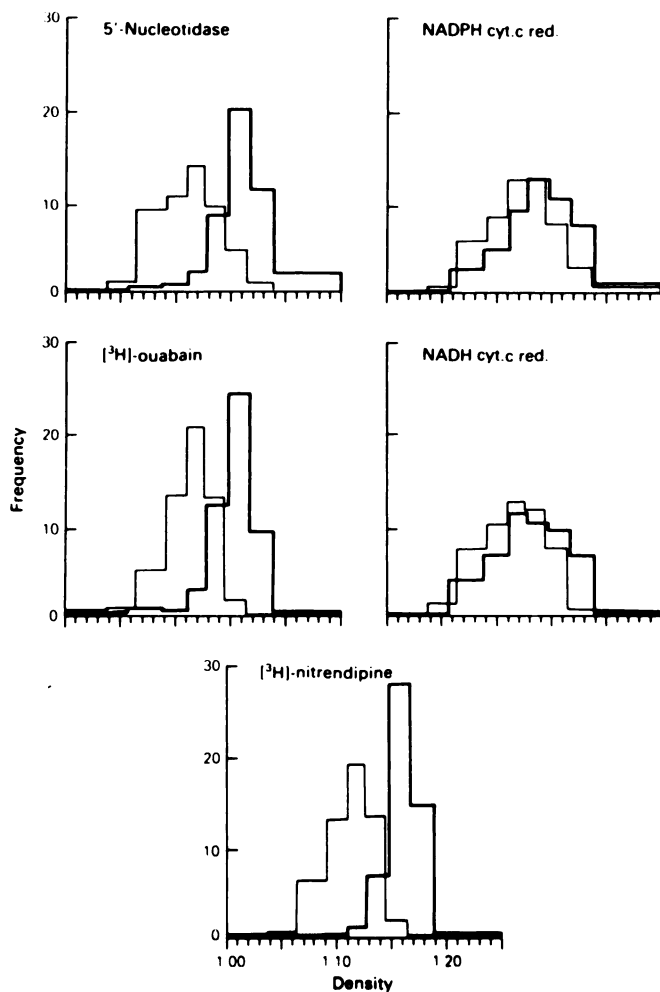 5'-Nucleotidase
NADPH cyt.c red.
30
20
10
0
[³H]-ouabain
NADH cyt.c red.
30
20
10
0
Frequency
[³H]-nitrendipine
30
20
10
0
1 00
1 10
1 20
Density